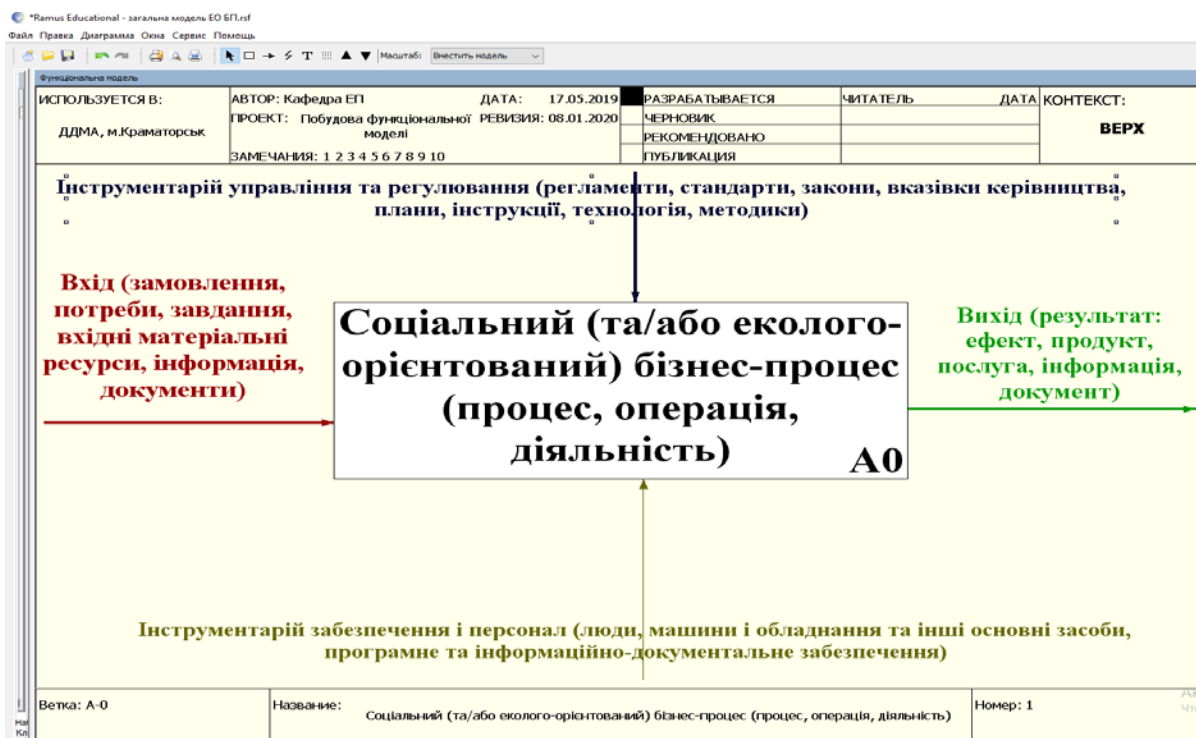 *Ramus Educational - загальна модель ЕО БП.rsf
Файл Правка Диаграмма Окна Сервис Помощь
Масштаб: Вместить модель
Функціональна модель
ИСПОЛЬЗУЕТСЯ В:
ДДМА, м.Краматорськ
АВТОР: Кафедра ЕП ДАТА: 17.05.2019
ПРОЕКТ: Побудова функціональної моделі РЕВИЗИЯ: 08.01.2020
ЗАМЕЧАНИЯ: 1 2 3 4 5 6 7 8 9 10
РАЗРАБАТЫВАЕТСЯ
ЧЕРНОВИК
РЕКОМЕНДОВАНО
ПУБЛИКАЦИЯ
ЧИТАТЕЛЬ ДАТА
КОНТЕКСТ:
ВЕРХ
Інструментарій управління та регулювання (регламенти, стандарти, закони, вказівки керівництва,
плани, інструкції, технологія, методики)
Вхід (замовлення,
потреби, завдання,
вхідні матеріальні
ресурси, інформація,
документи)
Соціальний (та/або еколого-
орієнтований) бізнес-процес
(процес, операція,
діяльність)
A0
Вихід (результат:
ефект, продукт,
послуга, інформація,
документ)
Інструментарій забезпечення і персонал (люди, машини і обладнання та інші основні засоби,
програмне та інформаційно-документальне забезпечення)
Ветка: A-0
Название:
Соціальний (та/або еколого-орієнтований) бізнес-процес (процес, операція, діяльність)
Номер: 1